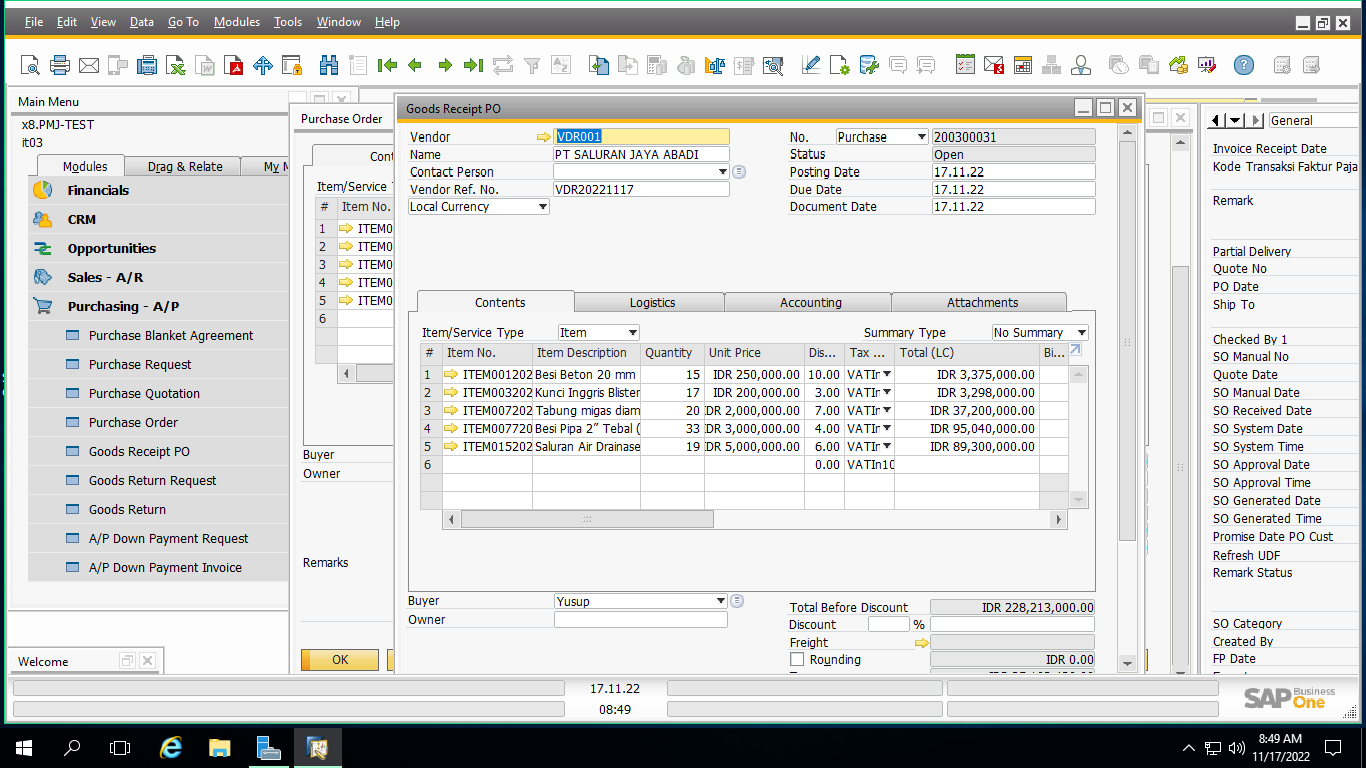 File Edit View Data Go To Modules Tools Window Help
Main Menu
x8.PMJ-TEST
it03
Modules Drag & Relate My M
Financials
CRM
Opportunities
Sales - A/R
Purchasing - A/P
Purchase Blanket Agreement
Purchase Request
Purchase Quotation
Purchase Order
Goods Receipt PO
Goods Return Request
Goods Return
A/P Down Payment Request
A/P Down Payment Invoice
Welcome
Purchase Order
Cont
Item/Service T
# Item No.
1 ITEM0
2 ITEM0
3 ITEM0
4 ITEM0
5 ITEM0
6
Buyer
Owner
Remarks
OK
Goods Receipt PO
Vendor VDR001 No. Purchase 200300031
Name PT SALURAN JAYA ABADI Status Open
Contact Person Posting Date 17.11.22
Vendor Ref. No. VDR20221117 Due Date 17.11.22
Local Currency Document Date 17.11.22
Contents Logistics Accounting Attachments
Item/Service Type Item Summary Type No Summary
# Item No. Item Description Quantity Unit Price Dis... Tax ... Total (LC) Bi...
1 ITEM001202 Besi Beton 20 mm 15 IDR 250,000.00 10.00 VATIn IDR 3,375,000.00
2 ITEM003202 Kunci Inggris Blister 17 IDR 200,000.00 3.00 VATIn IDR 3,298,000.00
3 ITEM007202 Tabung migas diam 20 IDR 2,000,000.00 7.00 VATIn IDR 37,200,000.00
4 ITEM007720 Besi Pipa 2” Tebal ( 33 IDR 3,000,000.00 4.00 VATIn IDR 95,040,000.00
5 ITEM015202 Saluran Air Drainase 19 IDR 5,000,000.00 6.00 VATIn IDR 89,300,000.00
6 0.00 VATIn10
Buyer Yusup
Owner
Total Before Discount IDR 228,213,000.00
Discount %
Freight
Rounding IDR 0.00
General
Invoice Receipt Date
Kode Transaksi Faktur Paja
Remark
Partial Delivery
Quote No
PO Date
Ship To
Checked By 1
SO Manual No
Quote Date
SO Manual Date
SO Received Date
SO System Date
SO System Time
SO Approval Date
SO Approval Time
SO Generated Date
SO Generated Time
Promise Date PO Cust
Refresh UDF
Remark Status
SO Category
Created By
FP Date
17.11.22
08:49
SAP Business One
8:49 AM
11/17/2022